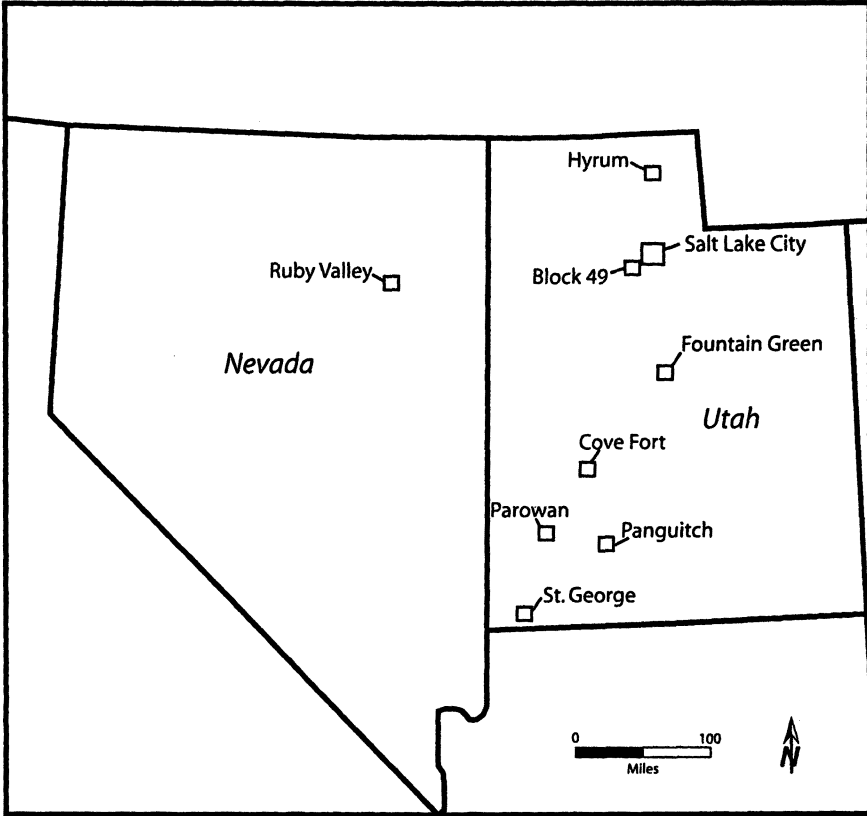 Hyrum
Salt Lake City
Block 49
Ruby Valley
Fountain Green
Nevada
Utah
Cove Fort
Parowan
Panguitch
St. George
0 100
Miles
N